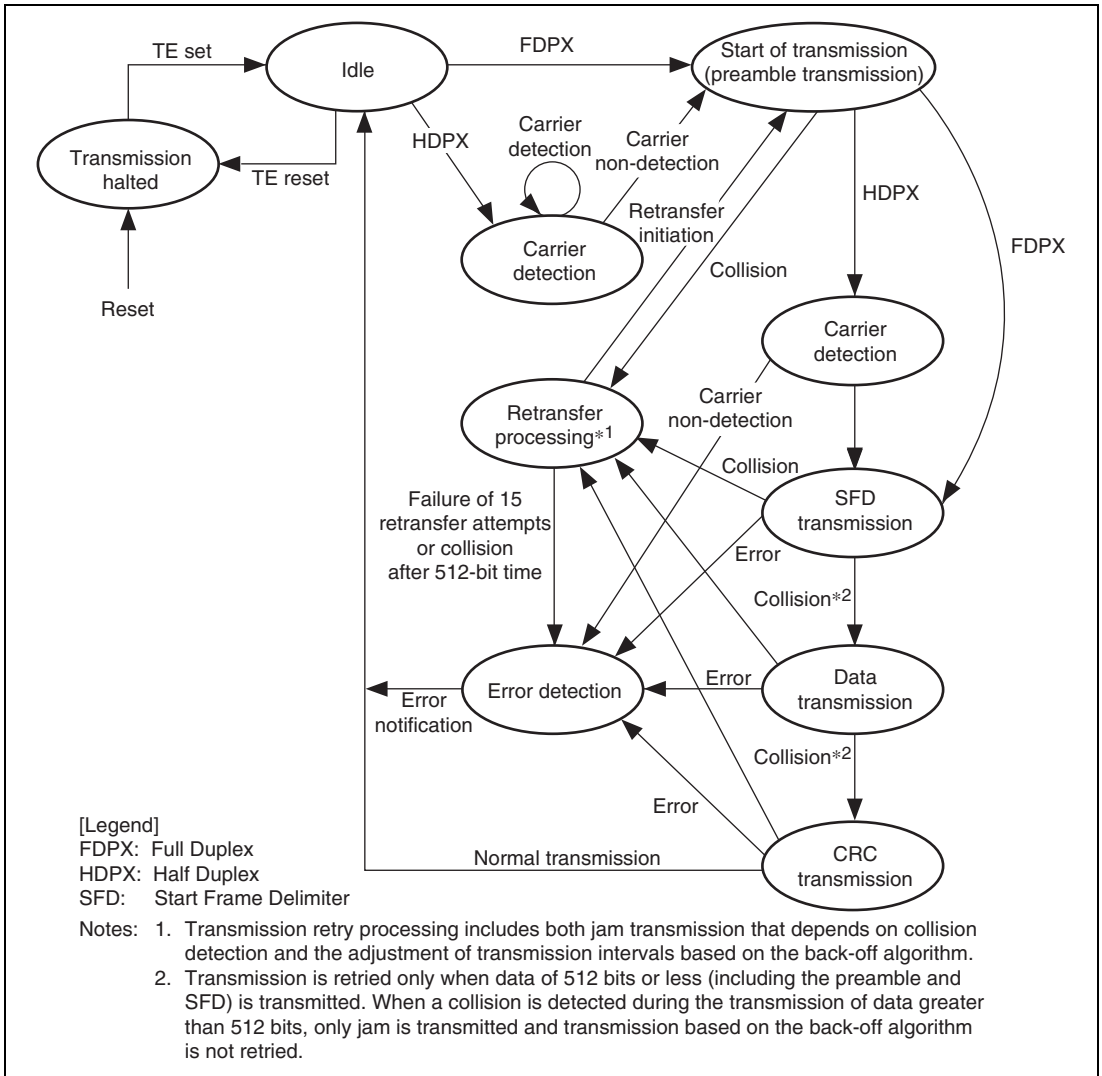 TE set
Idle
FDPX
Start of transmission
(preamble transmission)
Transmission
halted
TE reset
HDPX
Carrier
detection
Carrier
non-detection
Reset
Carrier
detection
Retransfer
initiation
Collision
HDPX
FDPX
Carrier
detection
Retransfer
processing*1
Carrier
non-detection
Collision
SFD
transmission
Failure of 15
retransfer attempts
or collision
after 512-bit time
Error
Collision*2
Error detection
Error
Data
transmission
Error
notification
Collision*2
Error
Normal transmission
CRC
transmission
[Legend]
FDPX: Full Duplex
HDPX: Half Duplex
SFD: Start Frame Delimiter
Notes: 1. Transmission retry processing includes both jam transmission that depends on collision
detection and the adjustment of transmission intervals based on the back-off algorithm.
2. Transmission is retried only when data of 512 bits or less (including the preamble and
SFD) is transmitted. When a collision is detected during the transmission of data greater
than 512 bits, only jam is transmitted and transmission based on the back-off algorithm
is not retried.